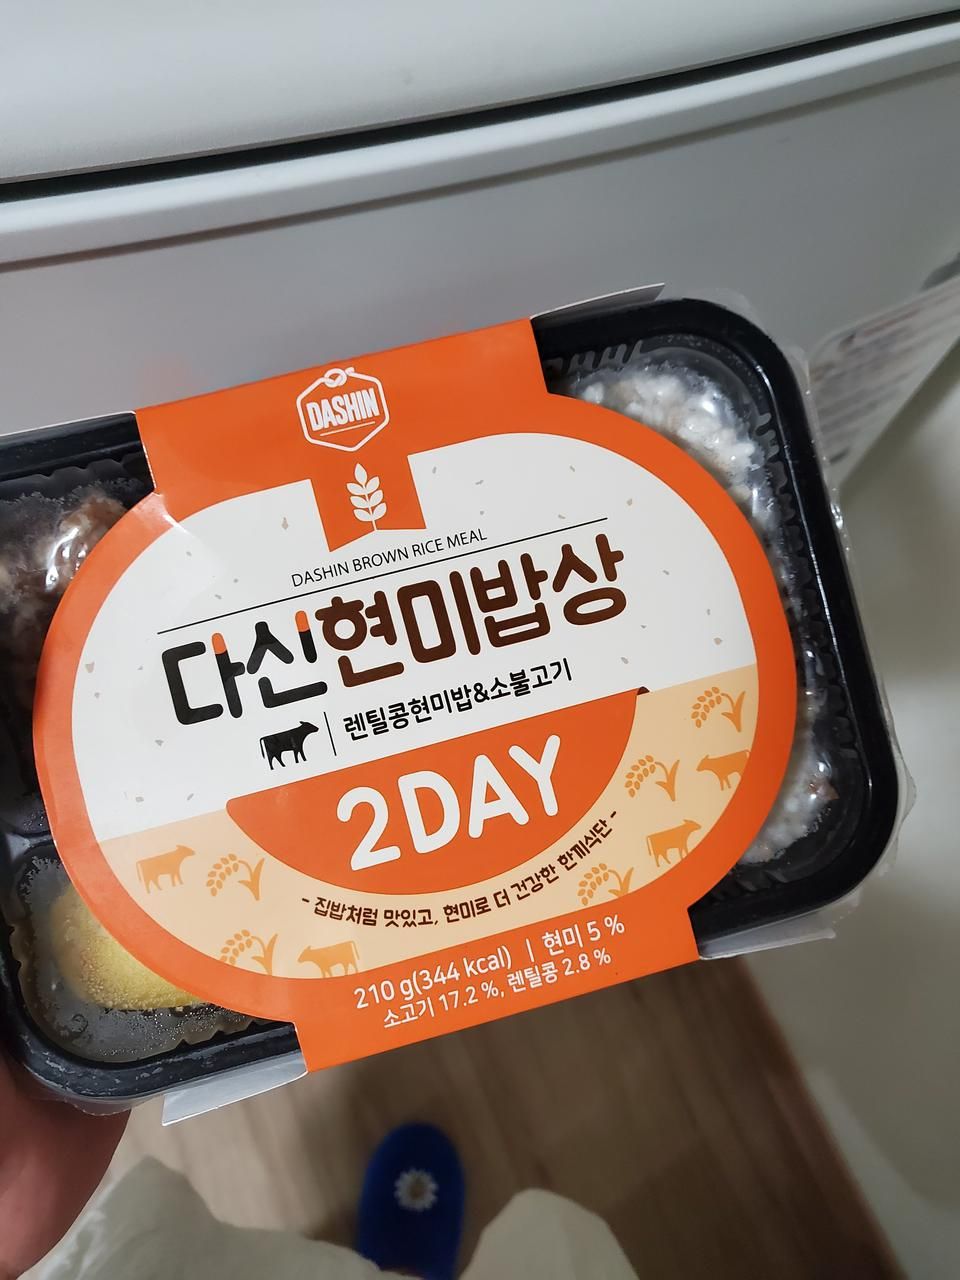 DASHIN
DASHIN BROWN RICE MEAL
다신현미밥상
렌틸콩현미밥&소불고기
2DAY
- 집밥처럼 맛있고, 현미로 더 건강한 한끼식단 -
210 g(344 kcal) | 현미 5 %
소고기 17.2 %, 렌틸콩 2.8 %